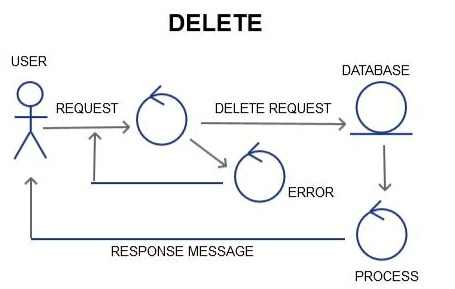 DELETE
USER
DATABASE
REQUEST
DELETE REQUEST
ERROR
RESPONSE MESSAGE
PROCESS